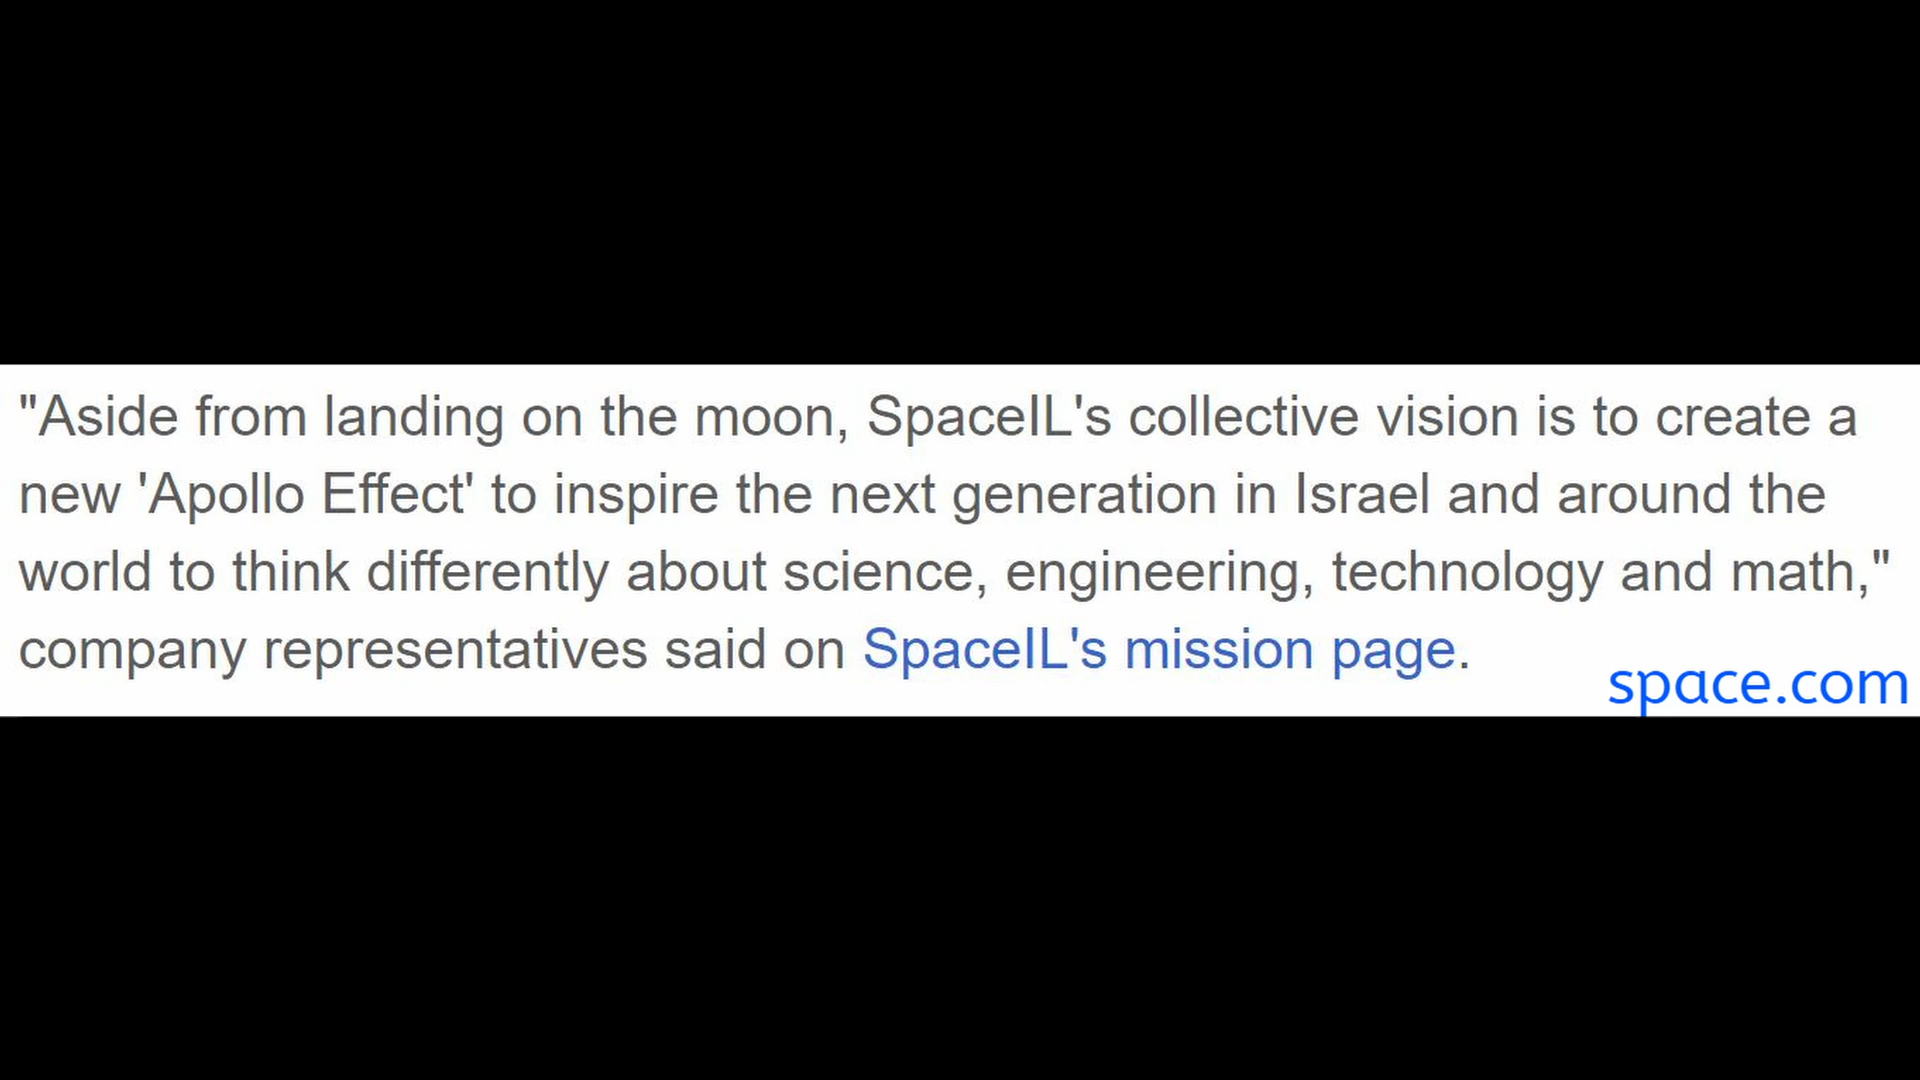 "Aside from landing on the moon, SpaceIL's collective vision is to create a
new 'Apollo Effect' to inspire the next generation in Israel and around the
world to think differently about science, engineering, technology and math,"
company representatives said on SpaceIL's mission page.
space.com